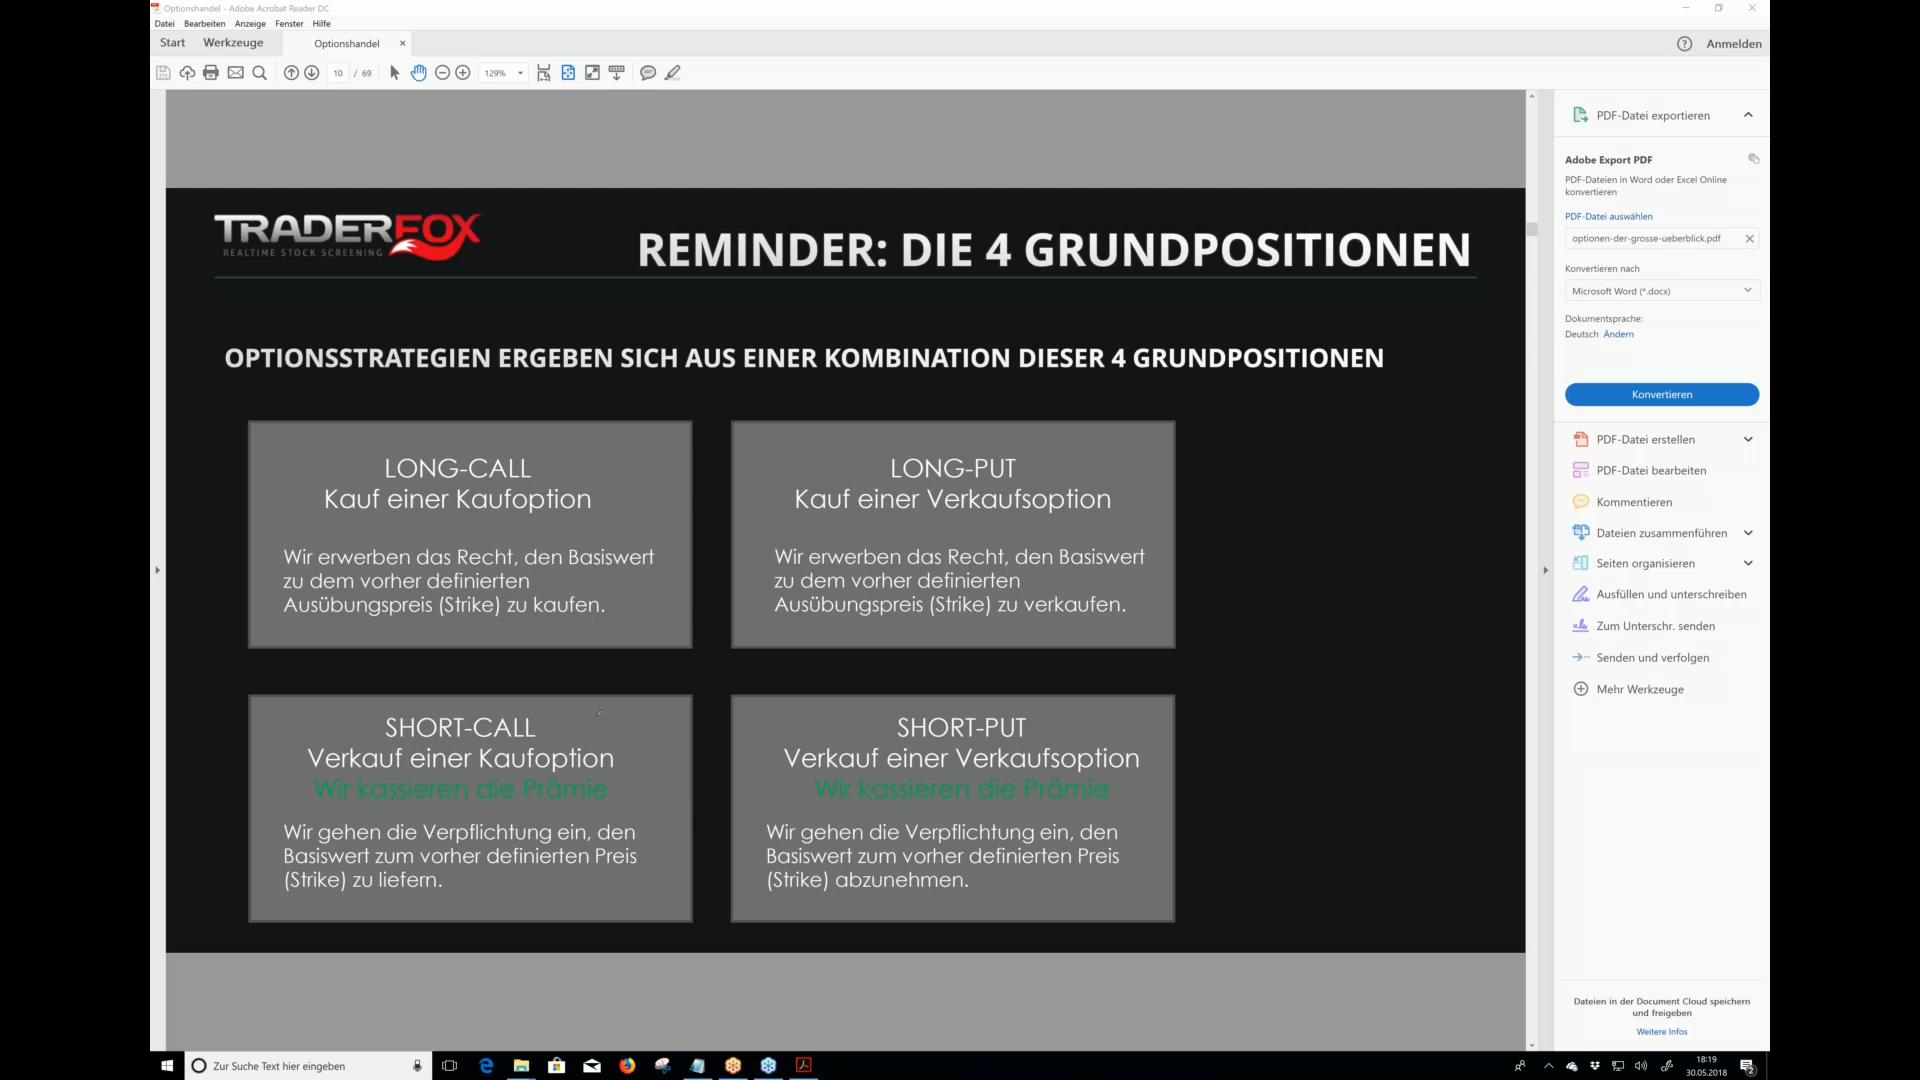 Optionshandel - Adobe Acrobat Reader DC
Datei Bearbeiten Anzeige Fenster Hilfe
Start Werkzeuge Optionshandel × Anmelden
10 / 69 129%
TRADERFOX
REALTIME STOCK SCREENING
REMINDER: DIE 4 GRUNDPOSITIONEN
OPTIONSSTRATEGIEN ERGEBEN SICH AUS EINER KOMBINATION DIESER 4 GRUNDPOSITIONEN
LONG-CALL
Kauf einer Kaufoption
Wir erwerben das Recht, den Basiswert
zu dem vorher definierten
Ausübungspreis (Strike) zu kaufen.
LONG-PUT
Kauf einer Verkaufsoption
Wir erwerben das Recht, den Basiswert
zu dem vorher definierten
Ausübungspreis (Strike) zu verkaufen.
SHORT-CALL
Verkauf einer Kaufoption
Wir kassieren die Prämie
Wir gehen die Verpflichtung ein, den
Basiswert zum vorher definierten Preis
(Strike) zu liefern.
SHORT-PUT
Verkauf einer Verkaufsoption
Wir kassieren die Prämie
Wir gehen die Verpflichtung ein, den
Basiswert zum vorher definierten Preis
(Strike) abzunehmen.
PDF-Datei exportieren
Adobe Export PDF
PDF-Dateien in Word oder Excel Online
konvertieren
PDF-Datei auswählen
optionen-der-grosse-ueberblick.pdf
Konvertieren nach
Microsoft Word (*.docx)
Dokumentsprache:
Deutsch Ändern
Konvertieren
PDF-Datei erstellen
PDF-Datei bearbeiten
Kommentieren
Dateien zusammenführen
Seiten organisieren
Ausfüllen und unterschreiben
Zum Unterschr. senden
Senden und verfolgen
Mehr Werkzeuge
Dateien in der Document Cloud speichern
und freigeben
Weitere Infos
Zur Suche Text hier eingeben
18:19
30.05.2018
2